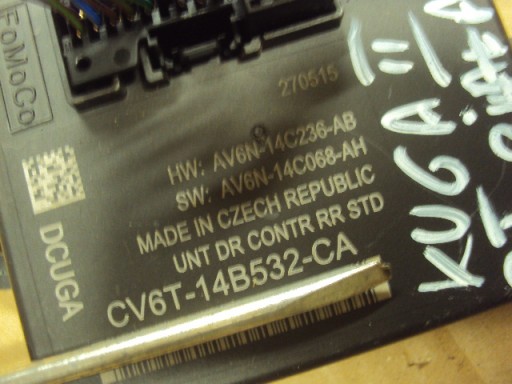 FoMoCo
270515
HW: AV6N-14C236-AB
SW: AV6N-14C068-AH
MADE IN CZECH REPUBLIC
UNT DR CONTR RR STD
CV6T-14B532-CA
DCUGA
KUGA II